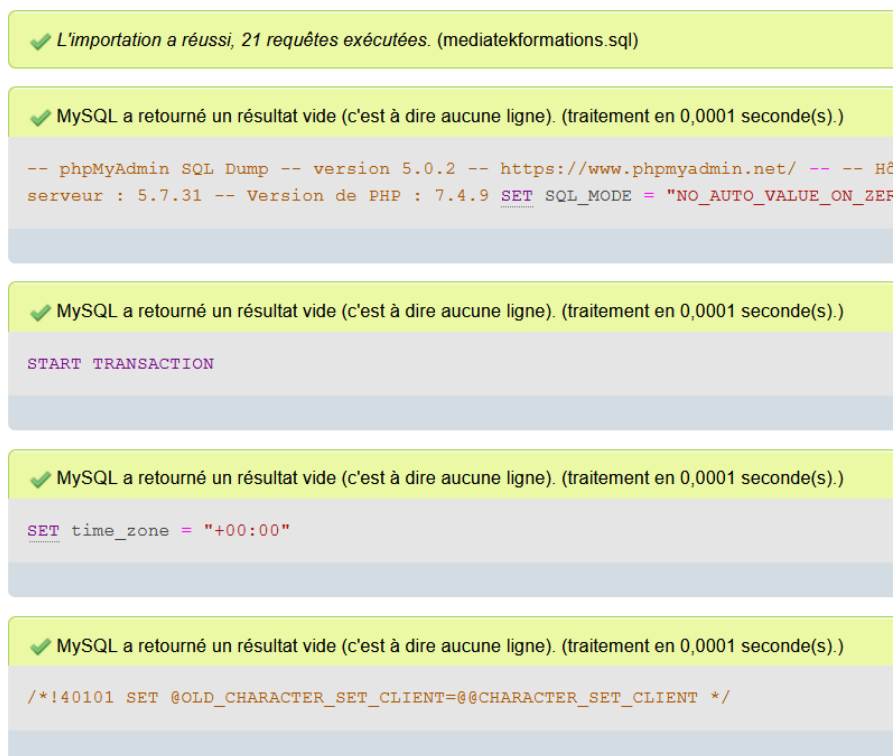 L'importation a réussi, 21 requêtes exécutées. (mediatekformations.sql)
MySQL a retourné un résultat vide (c'est à dire aucune ligne). (traitement en 0,0001 seconde(s).)
-- phpMyAdmin SQL Dump -- version 5.0.2 -- https://www.phpmyadmin.net/ -- -- Hô
serveur : 5.7.31 -- Version de PHP : 7.4.9 SET SQL_MODE = "NO_AUTO_VALUE_ON_ZER
MySQL a retourné un résultat vide (c'est à dire aucune ligne). (traitement en 0,0001 seconde(s).)
START TRANSACTION
MySQL a retourné un résultat vide (c'est à dire aucune ligne). (traitement en 0,0001 seconde(s).)
SET time_zone = "+00:00"
MySQL a retourné un résultat vide (c'est à dire aucune ligne). (traitement en 0,0001 seconde(s).)
/*!40101 SET @OLD_CHARACTER_SET_CLIENT=@@CHARACTER_SET_CLIENT */